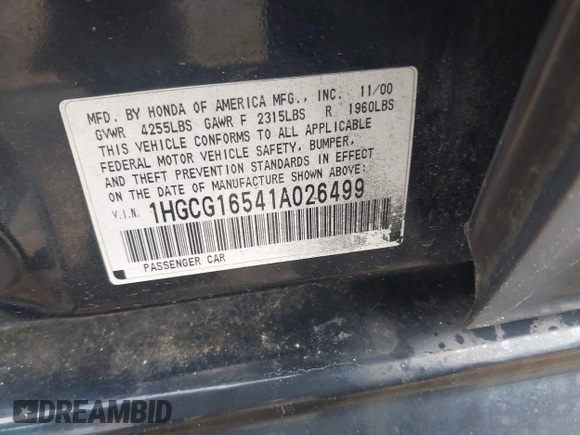 MFD. BY HONDA OF AMERICA MFG., INC. 11/00
GVWR 4255LBS GAWR F 2315LBS R 1960LBS
THIS VEHICLE CONFORMS TO ALL APPLICABLE
FEDERAL MOTOR VEHICLE SAFETY, BUMPER,
AND THEFT PREVENTION STANDARDS IN EFFECT
ON THE DATE OF MANUFACTURE SHOWN ABOVE:
V.I.N. 1HGCG16541A026499
PASSENGER CAR
DREAMBID